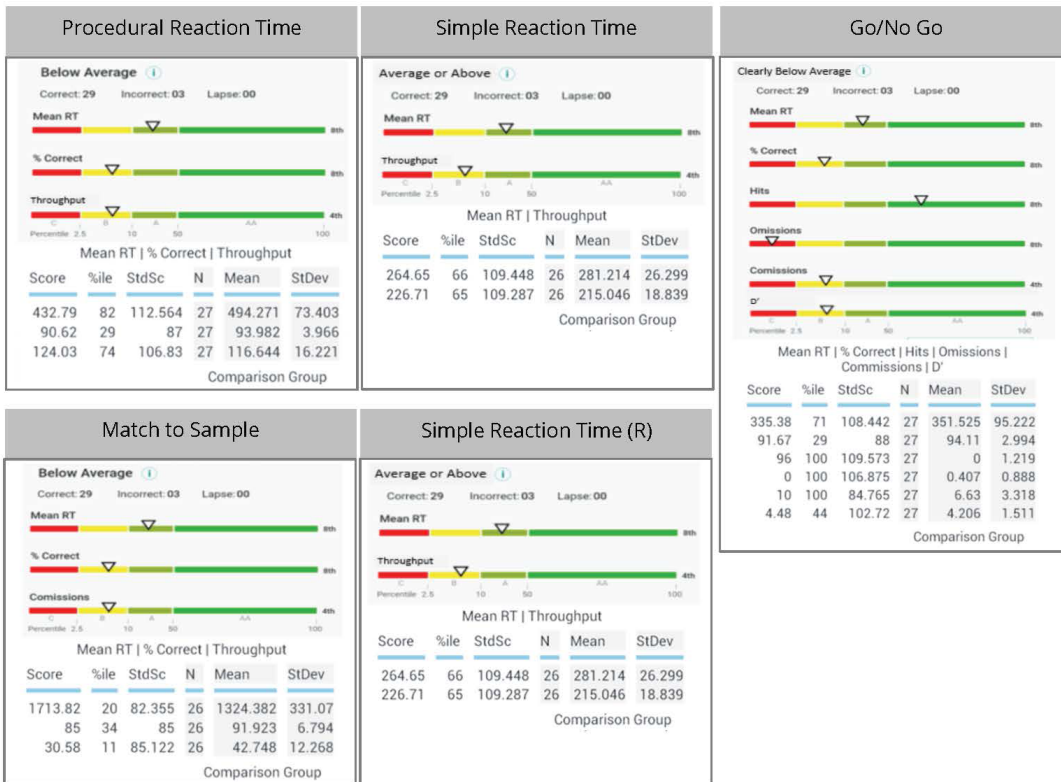 Procedural Reaction Time
Below Average
Correct: 29 Incorrect: 03 Lapse: 00
Mean RT
8th
% Correct
8th
Throughput
4th
C B A AA
Percentile 2.5 10 50 100
Mean RT | % Correct | Throughput
Score %ile StdSc N Mean StDev
432.79 82 112.564 27 494.271 73.403
90.62 29 87 27 93.982 3.966
124.03 74 106.83 27 116.644 16.221
Comparison Group
Simple Reaction Time
Average or Above
Correct: 29 Incorrect: 03 Lapse: 00
Mean RT
8th
Throughput
4th
C B A AA
Percentile 2.5 10 50 100
Mean RT | Throughput
Score %ile StdSc N Mean StDev
264.65 66 109.448 26 281.214 26.299
226.71 65 109.287 26 215.046 18.839
Comparison Group
Go/No Go
Clearly Below Average
Correct: 29 Incorrect: 03 Lapse: 00
Mean RT
8th
% Correct
8th
Hits
8th
Omissions
8th
Comissions
4th
D'
4th
C B A AA
Percentile 2.5 10 50 100
Mean RT | % Correct | Hits | Omissions |
Commissions | D'
Score %ile StdSc N Mean StDev
335.38 71 108.442 27 351.525 95.222
91.67 29 88 27 94.11 2.994
96 100 109.573 27 0 1.219
0 100 106.875 27 0.407 0.888
10 100 84.765 27 6.63 3.318
4.48 44 102.72 27 4.206 1.511
Comparison Group
Match to Sample
Below Average
Correct: 29 Incorrect: 03 Lapse: 00
Mean RT
8th
% Correct
8th
Comissions
4th
C B A AA
Percentile 2.5 10 50 100
Mean RT | % Correct | Throughput
Score %ile StdSc N Mean StDev
1713.82 20 82.355 26 1324.382 331.07
85 34 85 26 91.923 6.794
30.58 11 85.122 26 42.748 12.268
Comparison Group
Simple Reaction Time (R)
Average or Above
Correct: 29 Incorrect: 03 Lapse: 00
Mean RT
8th
Throughput
4th
C B A AA
Percentile 2.5 10 50 100
Mean RT | Throughput
Score %ile StdSc N Mean StDev
264.65 66 109.448 26 281.214 26.299
226.71 65 109.287 26 215.046 18.839
Comparison Group